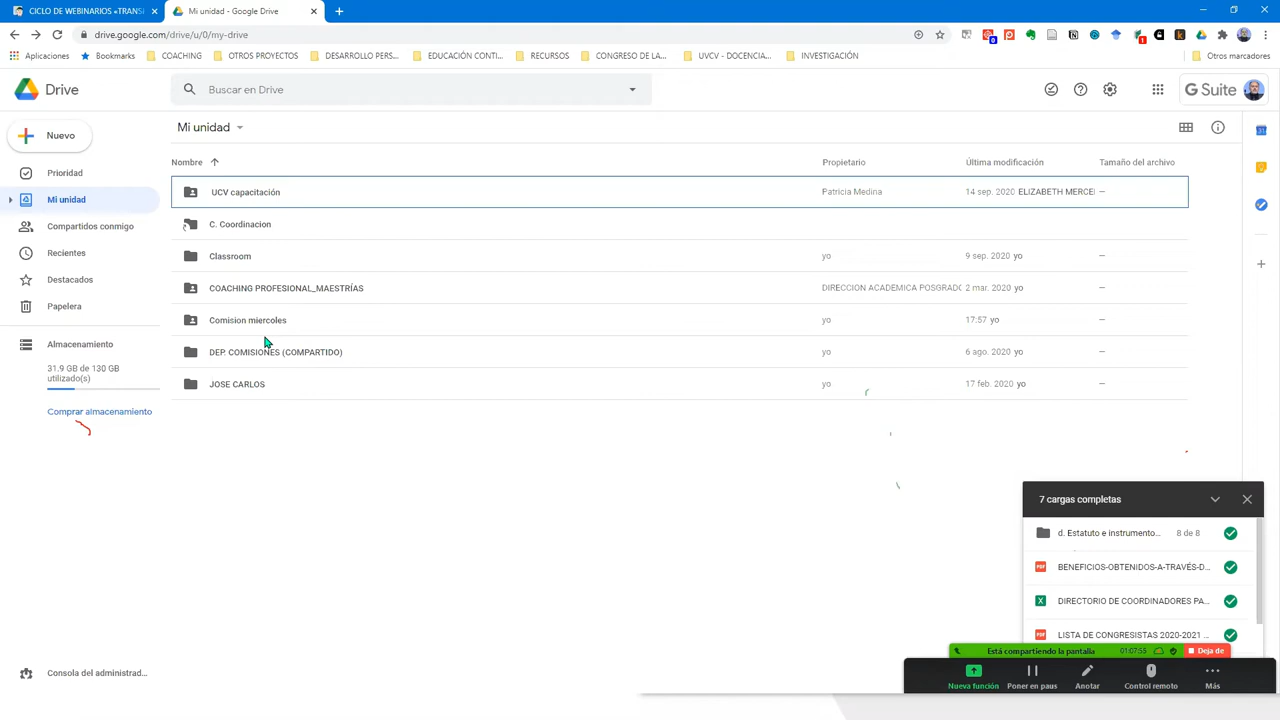 CICLO DE WEBINARIOS «TRANSI
Mi unidad - Google Drive
drive.google.com/drive/u/0/my-drive
Aplicaciones
Bookmarks
COACHING
OTROS PROYECTOS
DESARROLLO PERS...
EDUCACIÓN CONTI...
RECURSOS
CONGRESO DE LA...
UVCV - DOCENCIA...
INVESTIGACIÓN
Otros marcadores
Drive
Buscar en Drive
G Suite
Nuevo
Mi unidad
Nombre
Propietario
Última modificación
Tamaño del archivo
Prioridad
Mi unidad
Compartidos conmigo
Recientes
Destacados
Papelera
Almacenamiento
31.9 GB de 130 GB
utilizado(s)
Comprar almacenamiento
Consola del administrad...
UCV capacitación Patricia Medina 14 sep. 2020 ELIZABETH MERCE —
C. Coordinacion
Classroom yo 9 sep. 2020 yo —
COACHING PROFESIONAL_MAESTRÍAS DIRECCION ACADEMICA POSGRADO 2 mar. 2020 yo —
Comision miercoles yo 17:57 yo —
DEP. COMISIONES (COMPARTIDO) yo 6 ago. 2020 yo —
JOSE CARLOS yo 17 feb. 2020 yo —
7 cargas completas
d. Estatuto e instrumento... 8 de 8
BENEFICIOS-OBTENIDOS-A-TRAVÉS-D...
DIRECTORIO DE COORDINADORES PA...
LISTA DE CONGRESISTAS 2020-2021 ...
Está compartiendo la pantalla 01:07:55 Deja de
Nueva función
Poner en paus
Anotar
Control remoto
Más